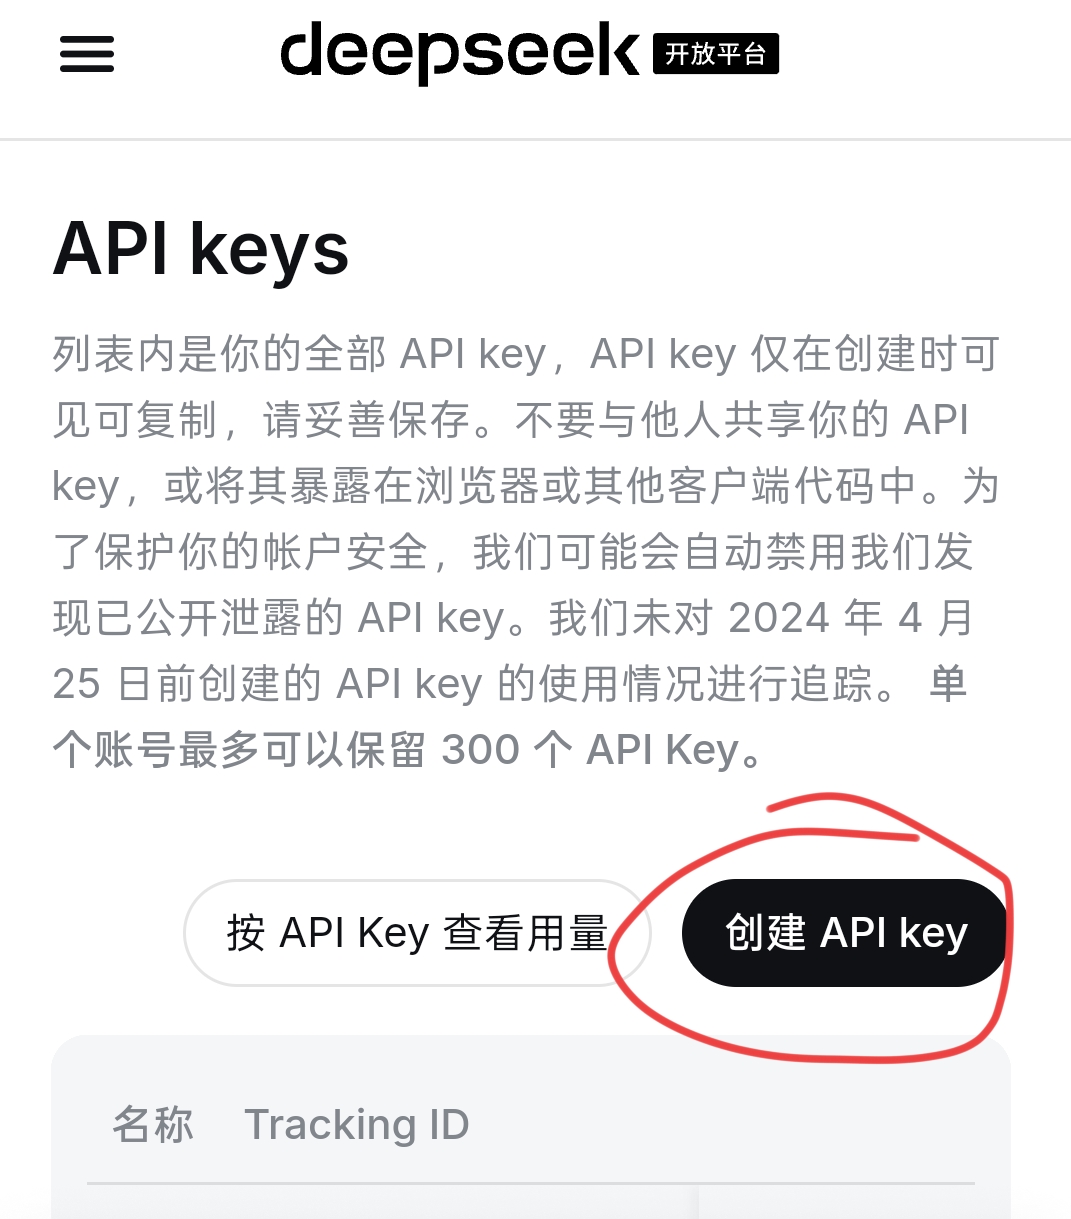 deepseek 开放平台
API keys
列表内是你的全部 API key，API key 仅在创建时可
见可复制，请妥善保存。不要与他人共享你的 API
key，或将其暴露在浏览器或其他客户端代码中。为
了保护你的帐户安全，我们可能会自动禁用我们发
现已公开泄露的 API key。我们未对 2024 年 4 月
25 日前创建的 API key 的使用情况进行追踪。 单
个账号最多可以保留 300 个 API Key。
按 API Key 查看用量 创建 API key
名称 Tracking ID